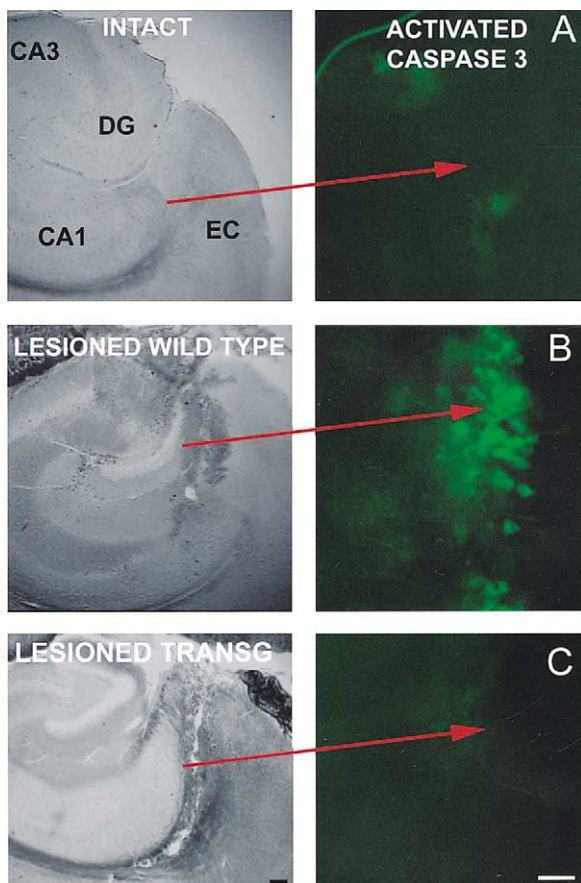 INTACT
ACTIVATED
CASPASE 3
A
CA3
DG
CA1
EC
LESIONED WILD TYPE
B
LESIONED TRANSG
C